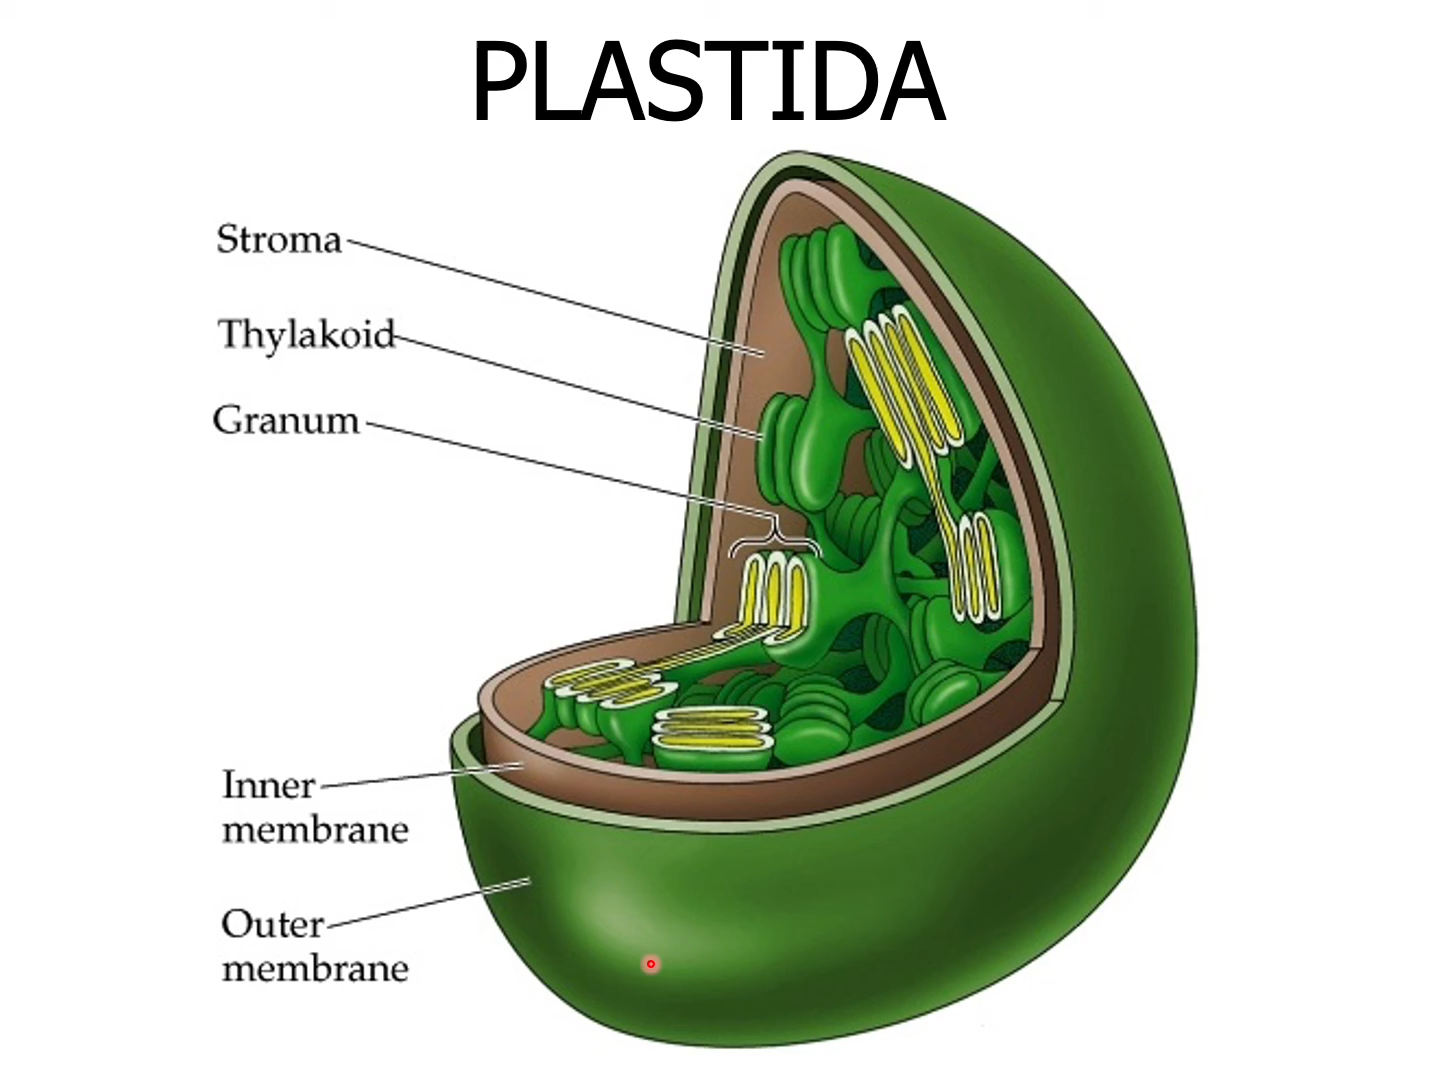 PLASTIDA
Stroma
Thylakoid
Granum
Inner
membrane
Outer
membrane